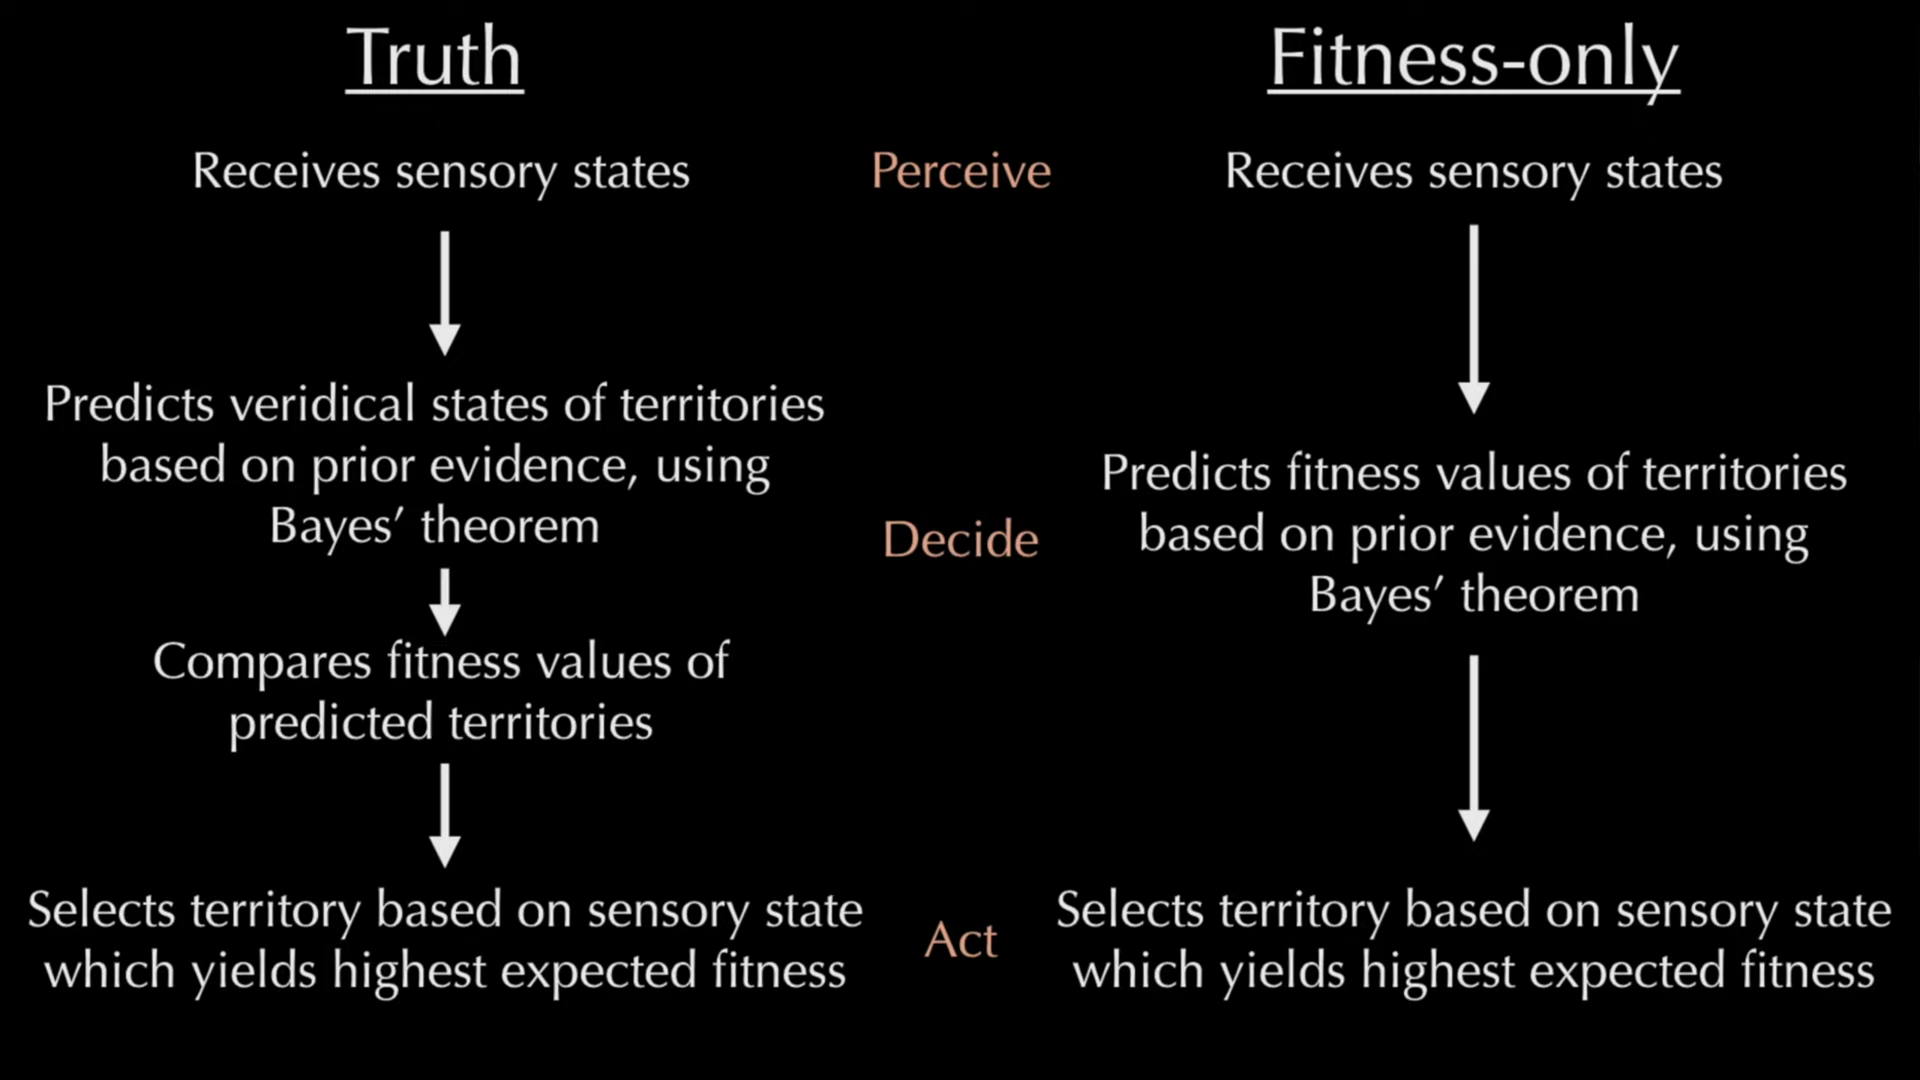 Truth
Receives sensory states
Predicts veridical states of territories
based on prior evidence, using
Bayes’ theorem
Compares fitness values of
predicted territories
Selects territory based on sensory state
which yields highest expected fitness
Perceive
Decide
Act
Fitness-only
Receives sensory states
Predicts fitness values of territories
based on prior evidence, using
Bayes’ theorem
Selects territory based on sensory state
which yields highest expected fitness